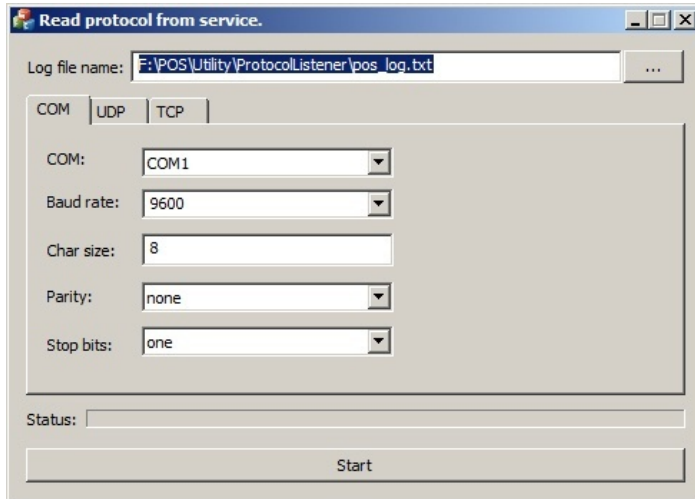 Read protocol from service.
Log file name: F:\POS\Utility\ProtocolListener\pos_log.txt ...
COM UDP TCP
COM: COM1
Baud rate: 9600
Char size: 8
Parity: none
Stop bits: one
Status:
Start